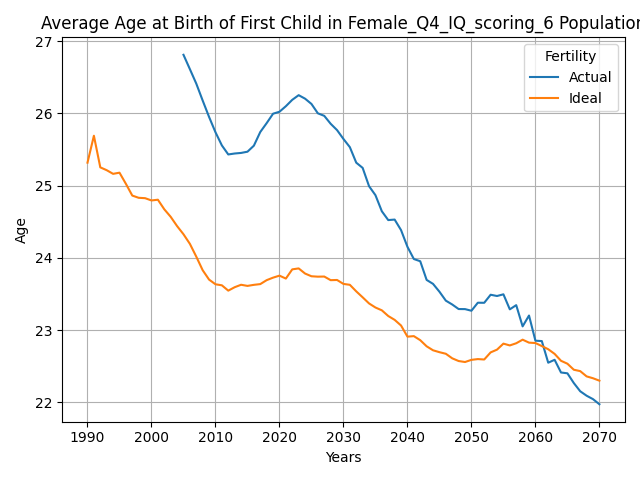 Average Age at Birth of First Child in Female_Q4_IQ_scoring_6 Population
27
26
25
24
23
22
Age
Fertility
Actual
Ideal
1990 2000 2010 2020 2030 2040 2050 2060 2070
Years